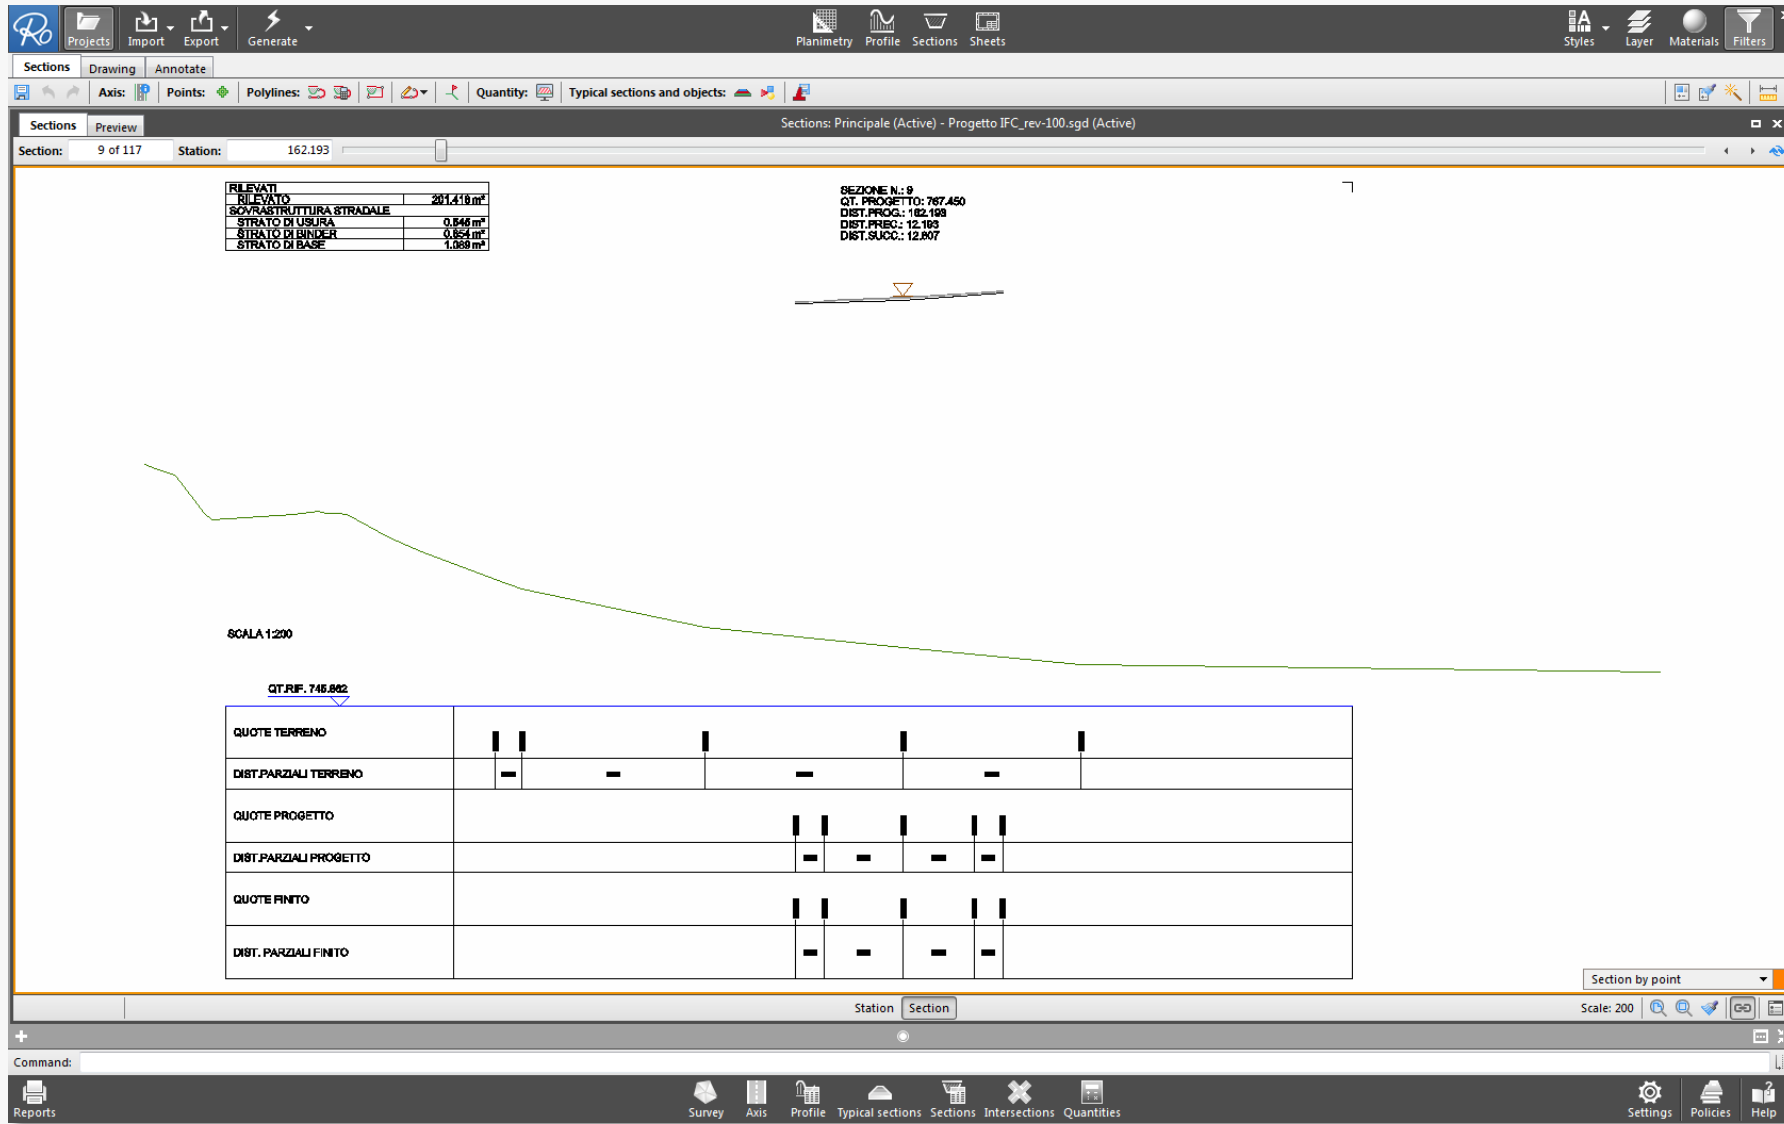 Ro
Projects Import Export Generate Planimetry Profile Sections Sheets Styles Layer Materials Filters
Sections Drawing Annotate
Axis: Points: Polylines: Quantity: Typical sections and objects:
Sections Preview Sections: Principale (Active) - Progetto IFC_rev-100.sgd (Active)
Section: 9 of 117 Station: 162.193
RILEVATI
RILEVATO 201.416 m²
SOVRASTRUTTURA STRADALE
STRATO DI USURA 0.545 m²
STRATO DI BINDER 0.654 m²
STRATO DI BASE 1.089 m²
SEZIONE N.: 9
QT. PROGETTO: 767.450
DIST.PROG.: 162.193
DIST.PREC.: 12.193
DIST.SUCC.: 12.807
SCALA 1:200
QT.RIF. 745.662
QUOTE TERRENO
DIST.PARZIALI TERRENO
QUOTE PROGETTO
DIST.PARZIALI PROGETTO
QUOTE FINITO
DIST. PARZIALI FINITO
Section by point
Station Section Scale: 200
Command:
Reports Survey Axis Profile Typical sections Sections Intersections Quantities Settings Policies Help